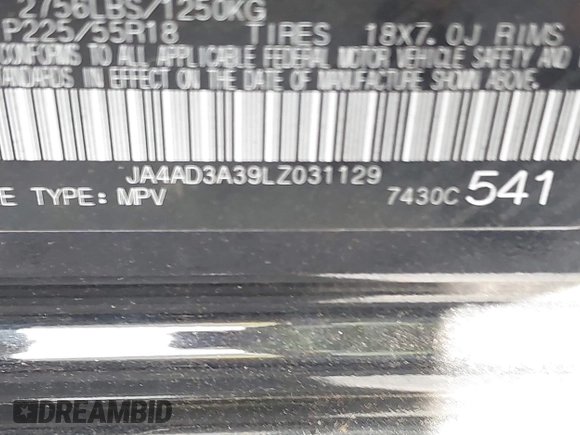 2756LBS/1250KG
P225/55R18 TIRES 18X7.0J RIMS
TO ALL APPLICABLE FEDERAL MOTOR VEHICLE SAFETY AND
STANDARDS IN EFFECT ON THE DATE OF MANUFACTURE SHOWN ABOVE.
JA4AD3A39LZ031129
E TYPE: MPV 7430C 541
DREAMBID